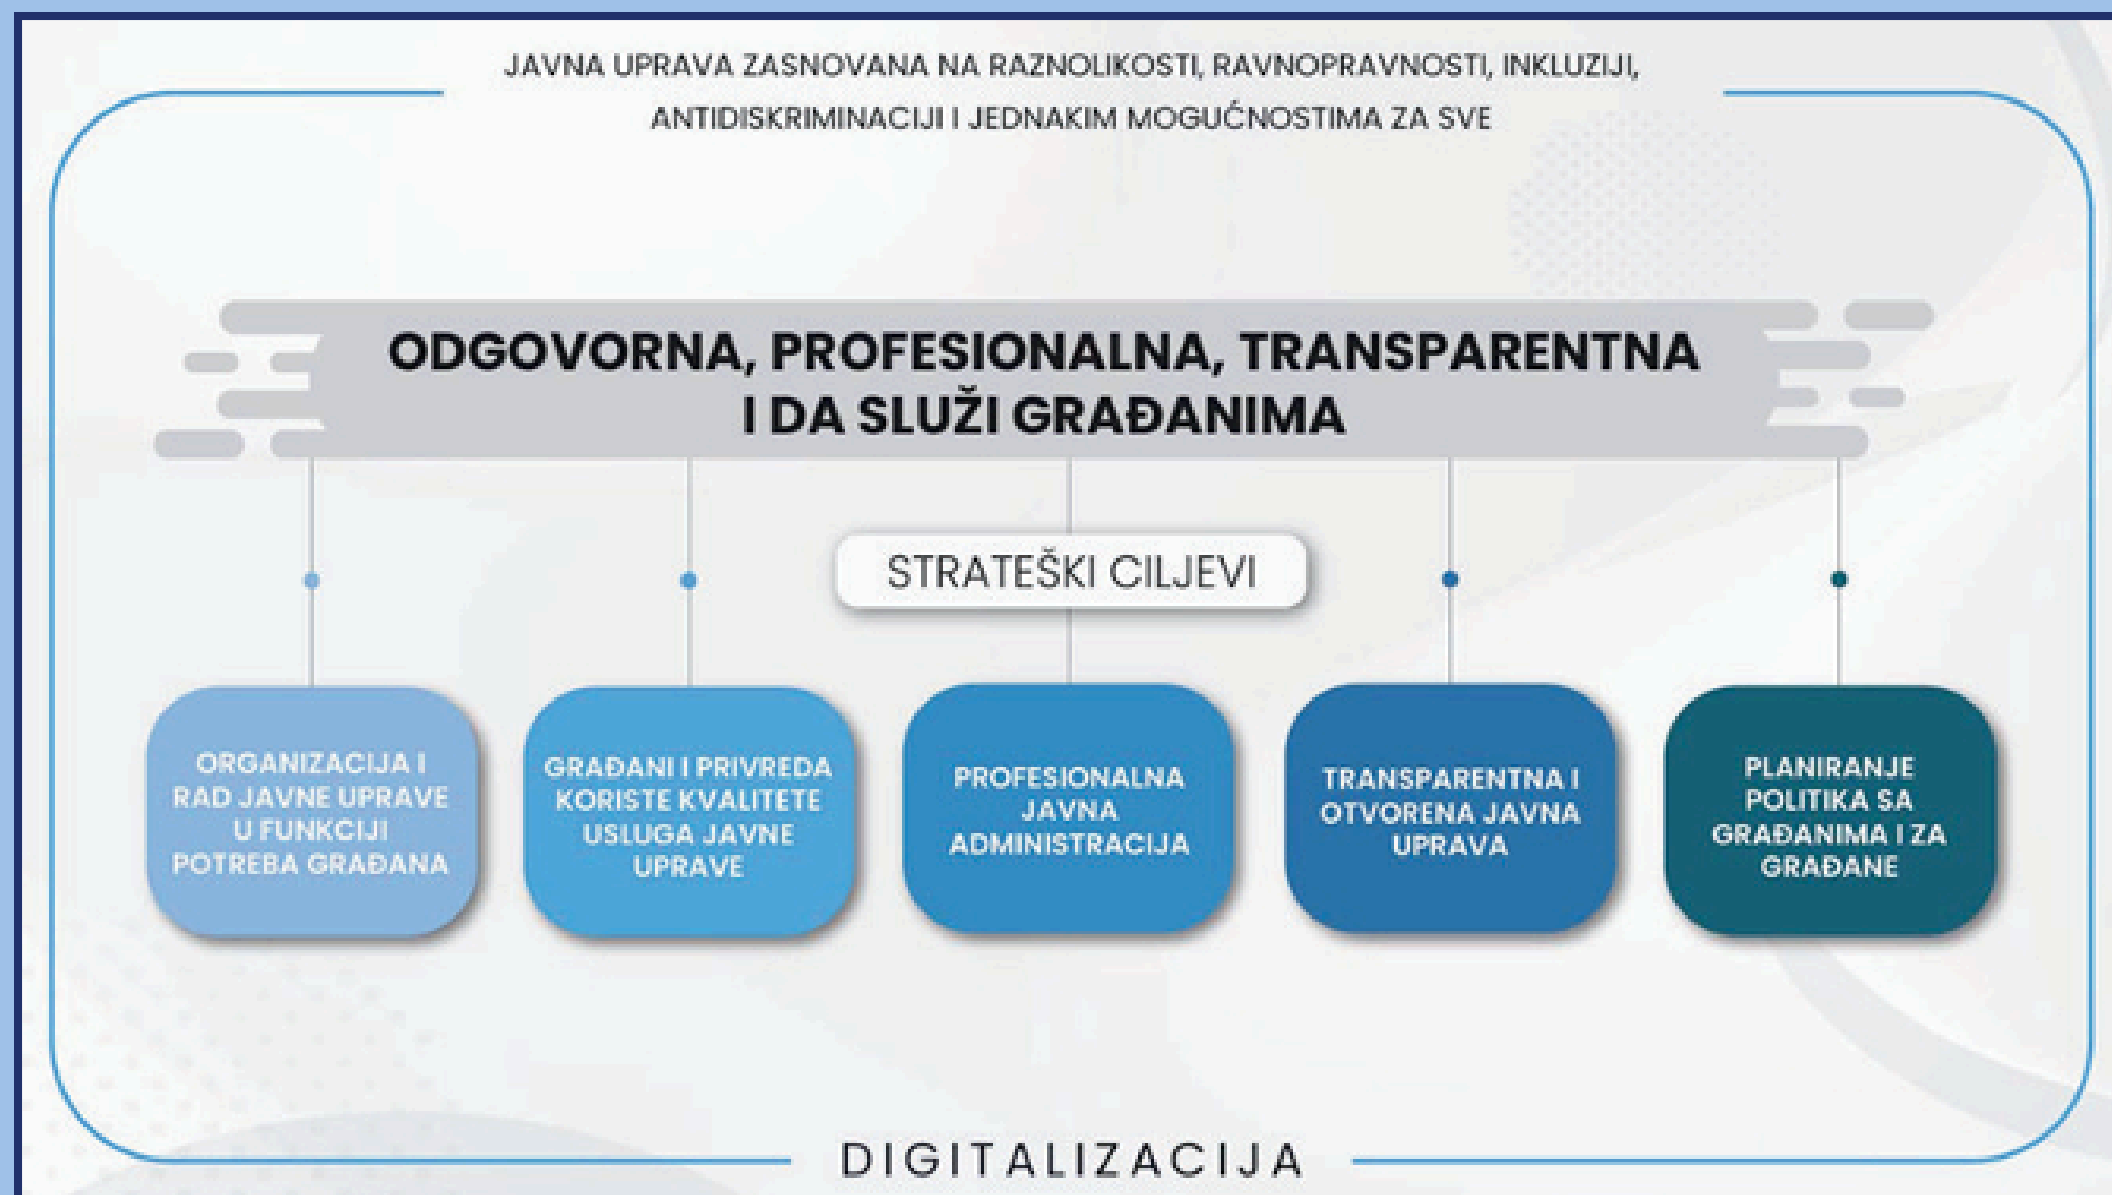 JAVNA UPRAVA ZASNOVANA NA RAZNOLIKOSTI, RAVNOPRAVNOSTI, INKLUZIJI,
ANTIDISKRIMINACIJI I JEDNAKIM MOGUĆNOSTIMA ZA SVE
ODGOVORNA, PROFESIONALNA, TRANSPARENTNA
I DA SLUŽI GRAĐANIMA
STRATEŠKI CILJEVI
ORGANIZACIJA I
RAD JAVNE UPRAVE
U FUNKCIJI
POTREBA GRAĐANA
GRAĐANI I PRIVREDA
KORISTE KVALITETE
USLUGA JAVNE
UPRAVE
PROFESIONALNA
JAVNA
ADMINISTRACIJA
TRANSPARENTNA I
OTVORENA JAVNA
UPRAVA
PLANIRANJE
POLITIKA SA
GRAĐANIMA I ZA
GRAĐANE
DIGITALIZACIJA